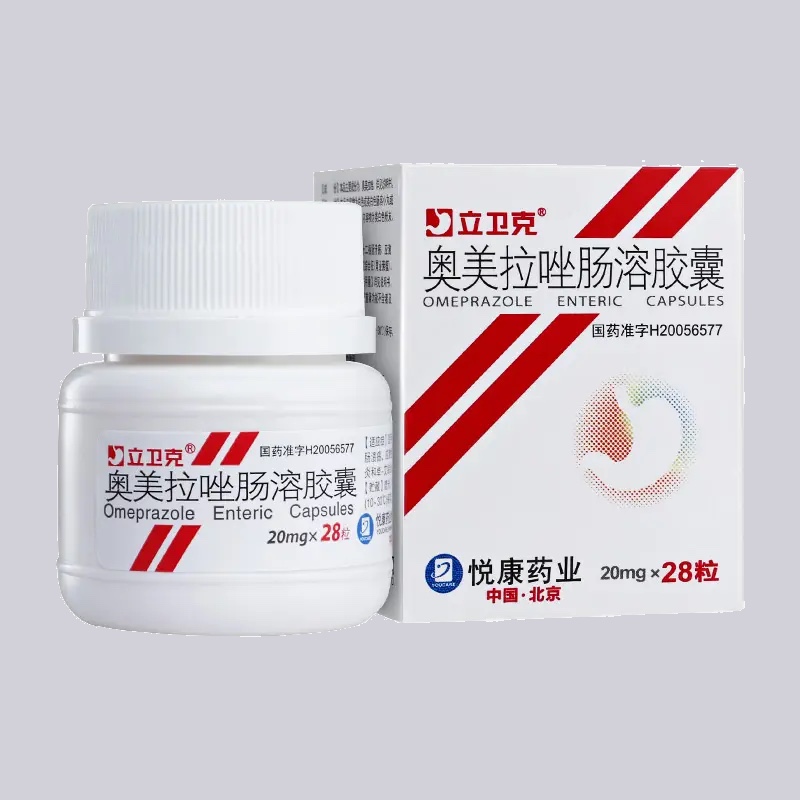 立卫克®
奥美拉唑肠溶胶囊
OMEPRAZOLE ENTERIC CAPSULES
国药准字H20056577
悦康药业
YOUCARE
中国·北京
20mg×28粒
立卫克®
国药准字H20056577
奥美拉唑肠溶胶囊
Omeprazole Enteric Capsules
20mg×28粒
悦康